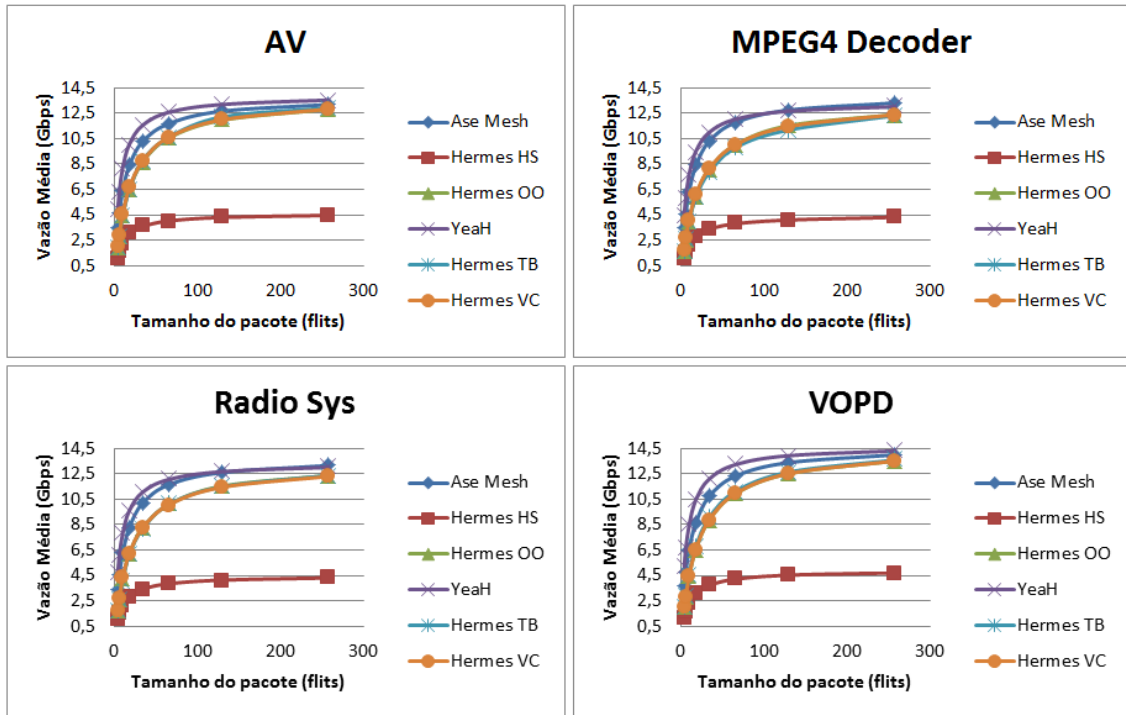 AV
Vazão Média (Gbps)
14,5
12,5
10,5
8,5
6,5
4,5
2,5
0,5
0 100 200 300
Tamanho do pacote (flits)
Ase Mesh
Hermes HS
Hermes OO
YeaH
Hermes TB
Hermes VC
MPEG4 Decoder
Vazão Média (Gbps)
14,5
12,5
10,5
8,5
6,5
4,5
2,5
0,5
0 100 200 300
Tamanho do pacote (flits)
Ase Mesh
Hermes HS
Hermes OO
YeaH
Hermes TB
Hermes VC
Radio Sys
Vazão Média (Gbps)
14,5
12,5
10,5
8,5
6,5
4,5
2,5
0,5
0 100 200 300
Tamanho do pacote (flits)
Ase Mesh
Hermes HS
Hermes OO
YeaH
Hermes TB
Hermes VC
VOPD
Vazão Média (Gbps)
14,5
12,5
10,5
8,5
6,5
4,5
2,5
0,5
0 100 200 300
Tamanho do pacote (flits)
Ase Mesh
Hermes HS
Hermes OO
YeaH
Hermes TB
Hermes VC